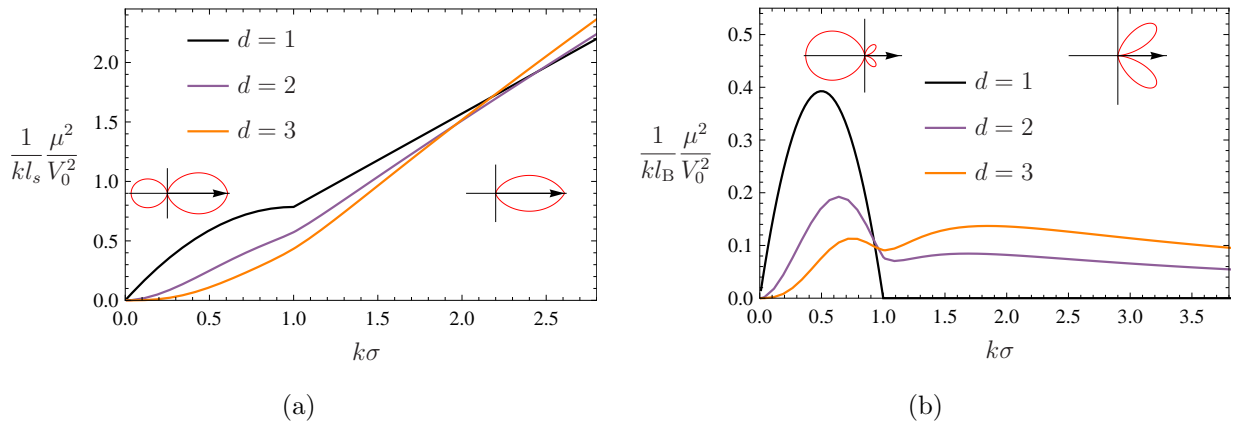 d = 1
d = 2
d = 3
1/(kl_s) μ²/V₀²
0.0 0.5 1.0 1.5 2.0
0.0 0.5 1.0 1.5 2.0 2.5
kσ
(a)
d = 1
d = 2
d = 3
1/(kl_B) μ²/V₀²
0.0 0.1 0.2 0.3 0.4 0.5
0.0 0.5 1.0 1.5 2.0 2.5 3.0 3.5
kσ
(b)